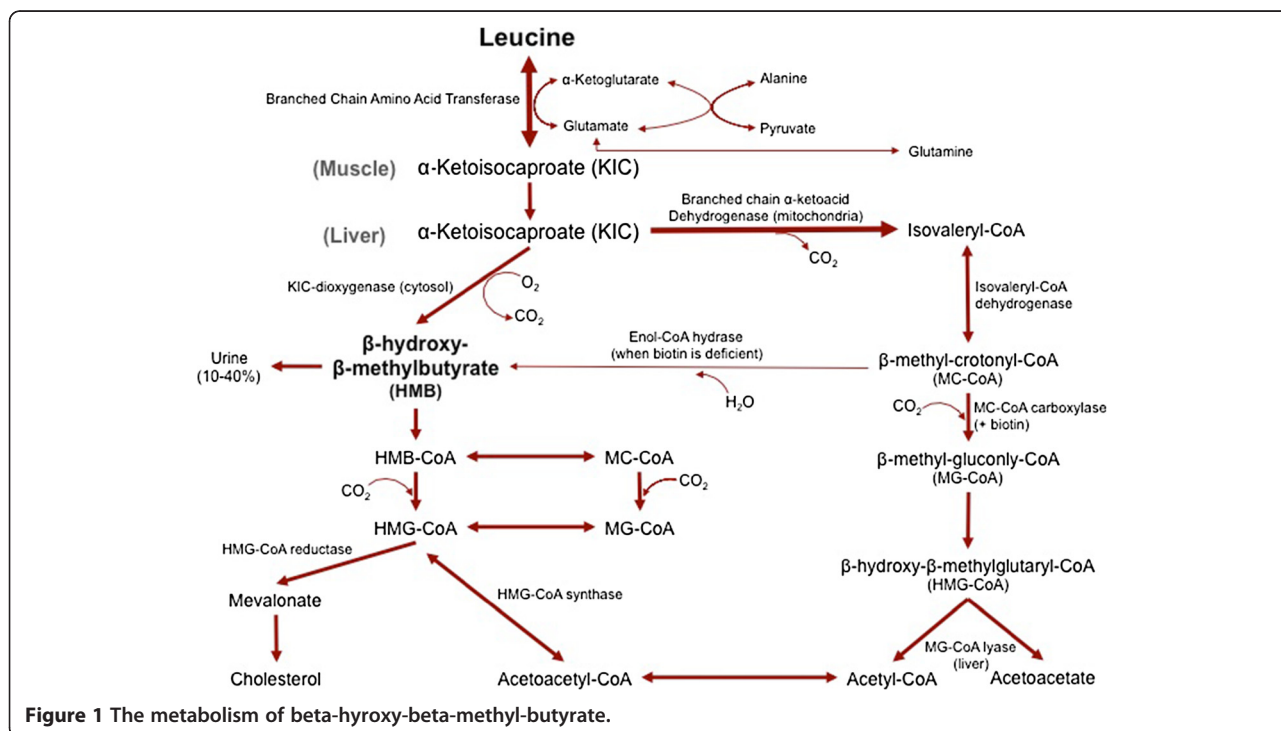 Leucine
Branched Chain Amino Acid Transferase
α-Ketoglutarate
Alanine
Glutamate
Pyruvate
Glutamine
(Muscle) α-Ketoisocaproate (KIC)
(Liver) α-Ketoisocaproate (KIC)
Branched chain α-ketoacid
Dehydrogenase (mitochondria)
CO₂
Isovaleryl-CoA
KIC-dioxygenase (cytosol)
O₂
CO₂
Isovaleryl-CoA
dehydrogenase
Urine
(10-40%)
β-hydroxy-
β-methylbutyrate
(HMB)
Enol-CoA hydrase
(when biotin is deficient)
H₂O
β-methyl-crotonyl-CoA
(MC-CoA)
CO₂
MC-CoA carboxylase
(+ biotin)
HMB-CoA
MC-CoA
β-methyl-gluconly-CoA
(MG-CoA)
CO₂
CO₂
HMG-CoA
MG-CoA
HMG-CoA reductase
Mevalonate
HMG-CoA synthase
β-hydroxy-β-methylglutaryl-CoA
(HMG-CoA)
MG-CoA lyase
(liver)
Cholesterol
Acetoacetyl-CoA
Acetyl-CoA
Acetoacetate
Figure 1 The metabolism of beta-hyroxy-beta-methyl-butyrate.